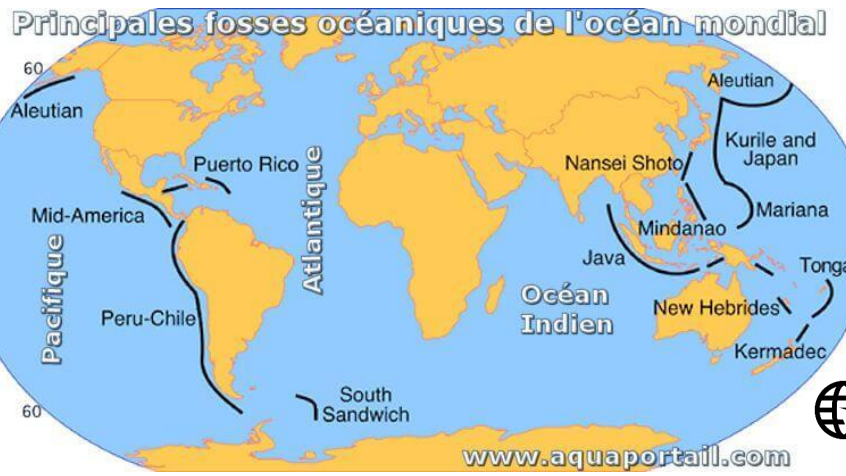 Principales fosses océaniques de l'océan mondial
60
Aleutian
Aleutian
Kurile and
Japan
Puerto Rico
Nansei Shoto
Atlantique
Mid-America
Mariana
Mindanao
Pacifique
Java
Tonga
Océan
Indien
New Hebrides
Peru-Chile
Kermadec
60
South
Sandwich
www.aquaportail.com